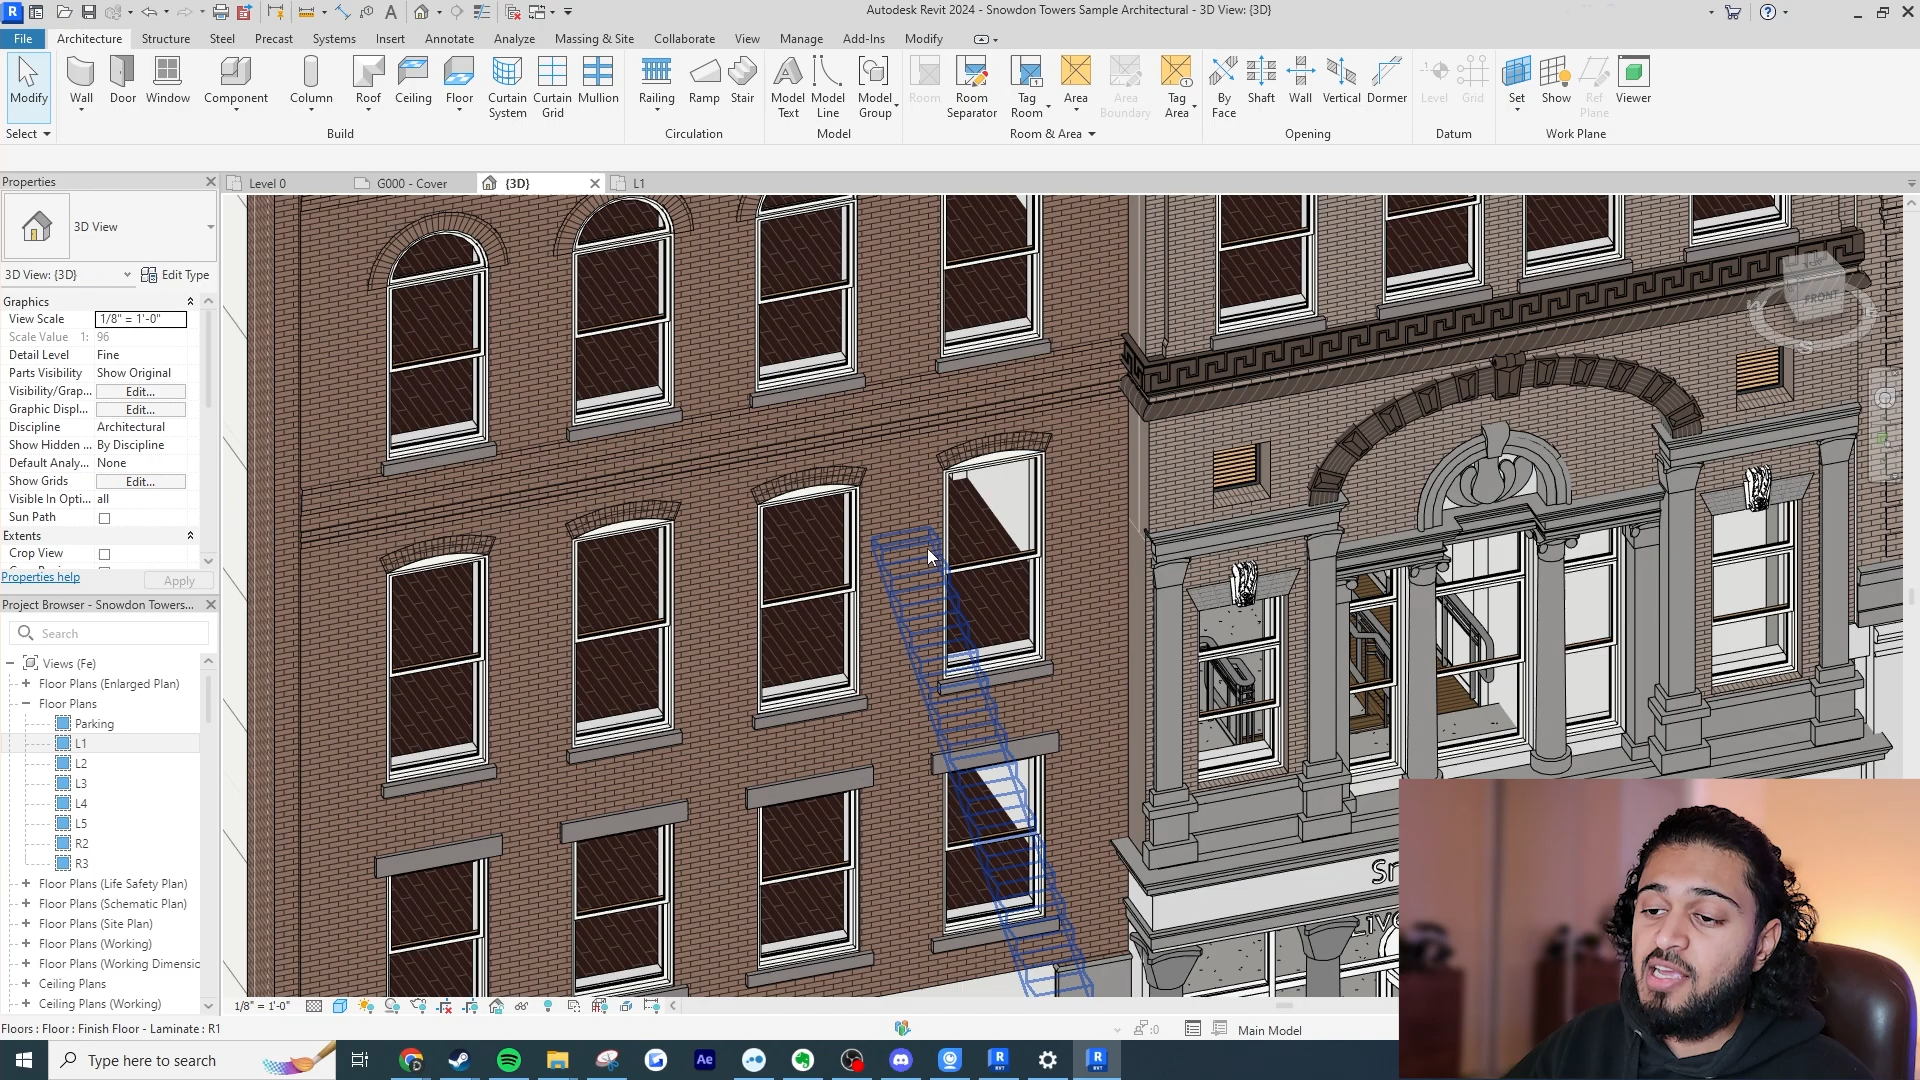 Autodesk Revit 2024 - Snowdon Towers Sample Architectural - 3D View: {3D}
File
Architecture
Structure
Steel
Precast
Systems
Insert
Annotate
Analyze
Massing & Site
Collaborate
View
Manage
Add-Ins
Modify
Modify
Wall
Door
Window
Component
Column
Roof
Ceiling
Floor
Curtain System
Curtain Grid
Mullion
Railing
Ramp
Stair
Model Text
Model Line
Model Group
Room
Room Separator
Tag Room
Area
Area Boundary
Tag Area
By Face
Shaft
Wall
Vertical
Dormer
Level
Grid
Set
Show
Ref Plane
Viewer
Select
Build
Circulation
Model
Room & Area
Opening
Datum
Work Plane
Properties
Level 0
G000 - Cover
{3D}
L1
3D View
3D View: {3D}
Edit Type
Graphics
View Scale 1/8" = 1'-0"
Scale Value 1: 96
Detail Level Fine
Parts Visibility Show Original
Visibility/Grap... Edit...
Graphic Displ... Edit...
Discipline Architectural
Show Hidden ... By Discipline
Default Analy... None
Show Grids Edit...
Visible In Opti... all
Sun Path
Extents
Crop View
Properties help
Apply
Project Browser - Snowdon Towers...
Search
Views (Fe)
Floor Plans (Enlarged Plan)
Floor Plans
Parking
L1
L2
L3
L4
L5
R2
R3
Floor Plans (Life Safety Plan)
Floor Plans (Schematic Plan)
Floor Plans (Site Plan)
Floor Plans (Working)
Floor Plans (Working Dimensio
Ceiling Plans
Ceiling Plans (Working)
FRONT
Sn
Live
1/8" = 1'-0"
Floors : Floor : Finish Floor - Laminate : R1
:0
Main Model
Type here to search
Ae